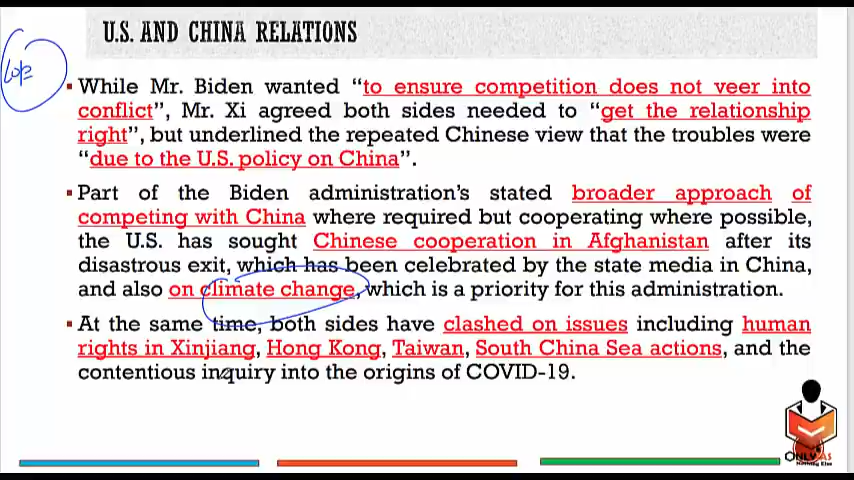 U.S. AND CHINA RELATIONS
▪ While Mr. Biden wanted “to ensure competition does not veer into
conflict”, Mr. Xi agreed both sides needed to “get the relationship
right”, but underlined the repeated Chinese view that the troubles were
“due to the U.S. policy on China”.
▪ Part of the Biden administration’s stated broader approach of
competing with China where required but cooperating where possible,
the U.S. has sought Chinese cooperation in Afghanistan after its
disastrous exit, which has been celebrated by the state media in China,
and also on climate change, which is a priority for this administration.
▪ At the same time, both sides have clashed on issues including human
rights in Xinjiang, Hong Kong, Taiwan, South China Sea actions, and the
contentious inquiry into the origins of COVID-19.
ONLYIAS
Nothing Else